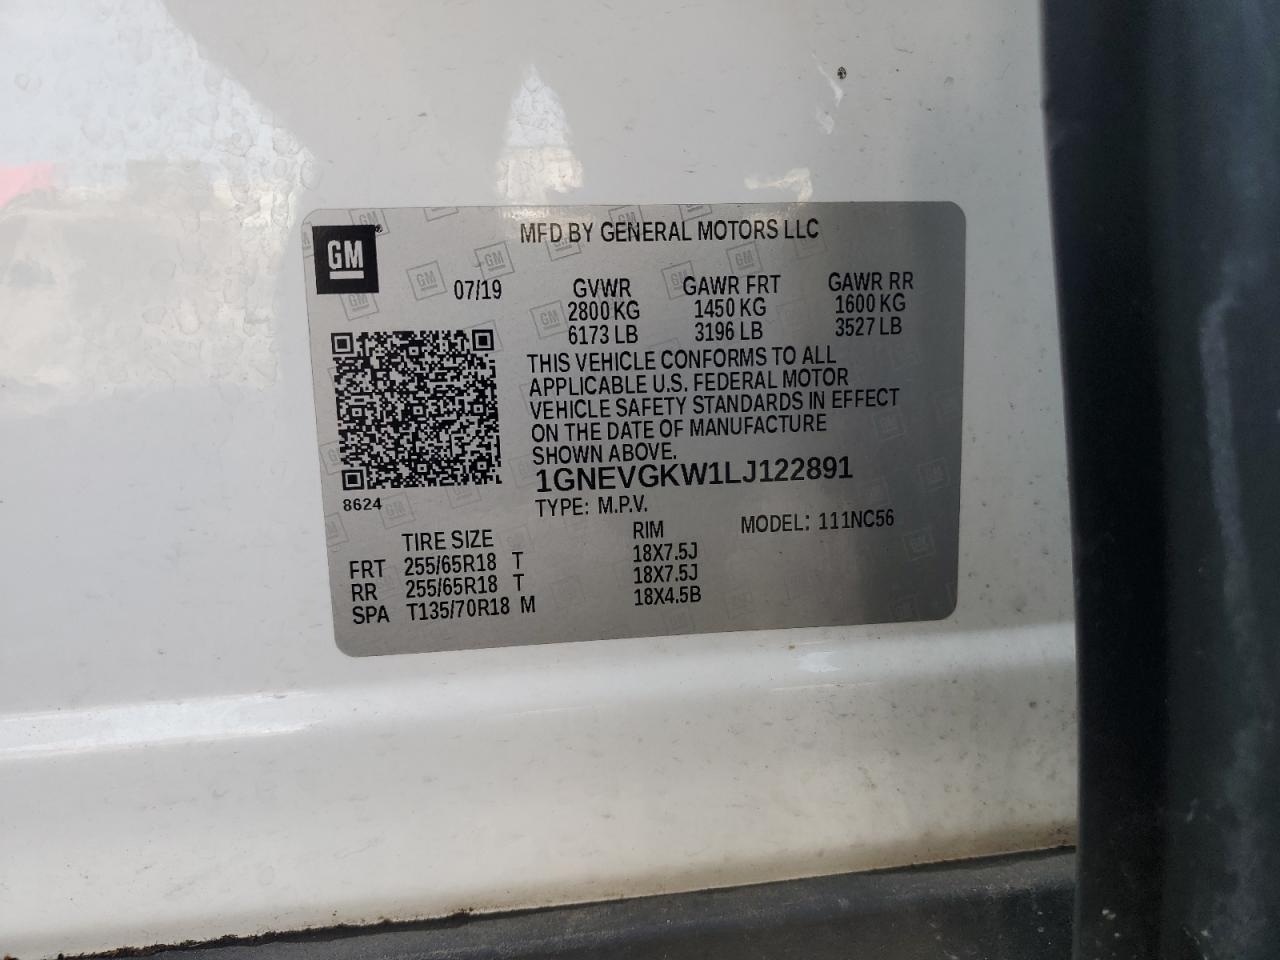 MFD BY GENERAL MOTORS LLC
GM
07/19 GVWR GAWR FRT GAWR RR
2800 KG 1450 KG 1600 KG
6173 LB 3196 LB 3527 LB
THIS VEHICLE CONFORMS TO ALL
APPLICABLE U.S. FEDERAL MOTOR
VEHICLE SAFETY STANDARDS IN EFFECT
ON THE DATE OF MANUFACTURE
SHOWN ABOVE.
1GNEVGKW1LJ122891
8624
TYPE: M.P.V. MODEL: 111NC56
TIRE SIZE RIM
FRT 255/65R18 T 18X7.5J
RR 255/65R18 T 18X7.5J
SPA T135/70R18 M 18X4.5B